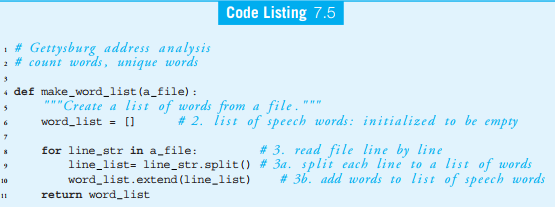 Code Listing 7.5
1 # Gettysburg address analysis
2 # count words, unique words
3
4 def make_word_list(a_file):
5 """Create a list of words from a file."""
6 word_list = [] # 2. list of speech words: initialized to be empty
7
8 for line_str in a_file: # 3. read file line by line
9 line_list= line_str.split() # 3a. split each line to a list of words
10 word_list.extend(line_list) # 3b. add words to list of speech words
11 return word_list